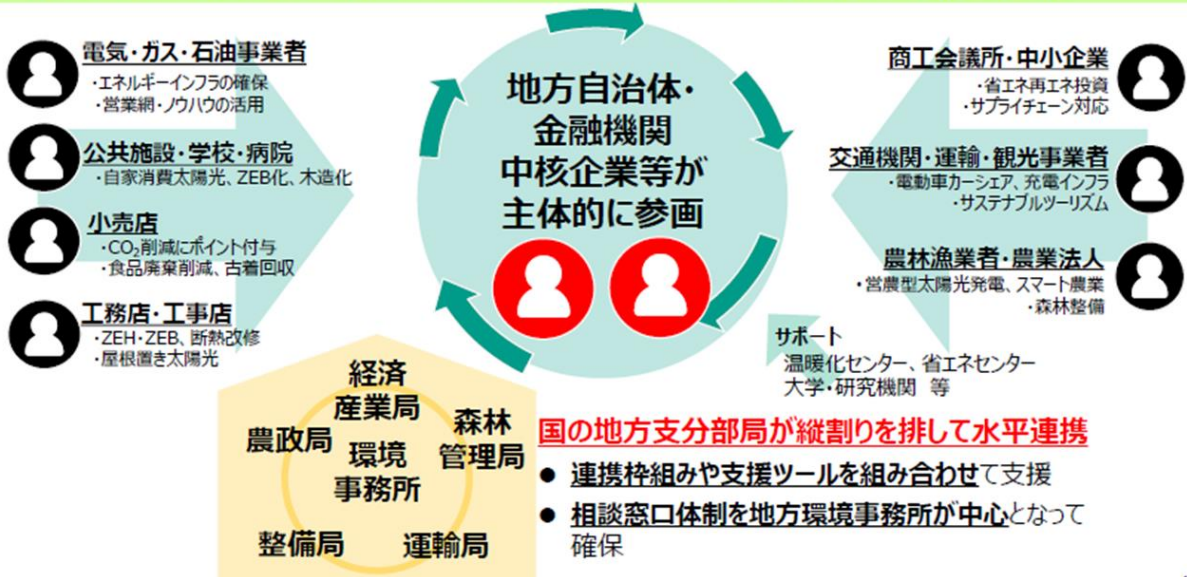 電気・ガス・石油事業者
・エネルギーインフラの確保
・営業網・ノウハウの活用
公共施設・学校・病院
・自家消費太陽光、ZEB化、木造化
小売店
・CO₂削減にポイント付与
・食品廃棄削減、古着回収
工務店・工事店
・ZEH・ZEB、断熱改修
・屋根置き太陽光
地方自治体・
金融機関
中核企業等が
主体的に参画
商工会議所・中小企業
・省エネ再エネ投資
・サプライチェーン対応
交通機関・運輸・観光事業者
・電動車カーシェア、充電インフラ
・サステナブルツーリズム
農林漁業者・農業法人
・営農型太陽光発電、スマート農業
・森林整備
サポート
温暖化センター、省エネセンター
大学・研究機関 等
経済
産業局
農政局
森林
管理局
環境
事務所
整備局
運輸局
国の地方支分部局が縦割りを排して水平連携
● 連携枠組みや支援ツールを組み合わせて支援
● 相談窓口体制を地方環境事務所が中心となって
確保